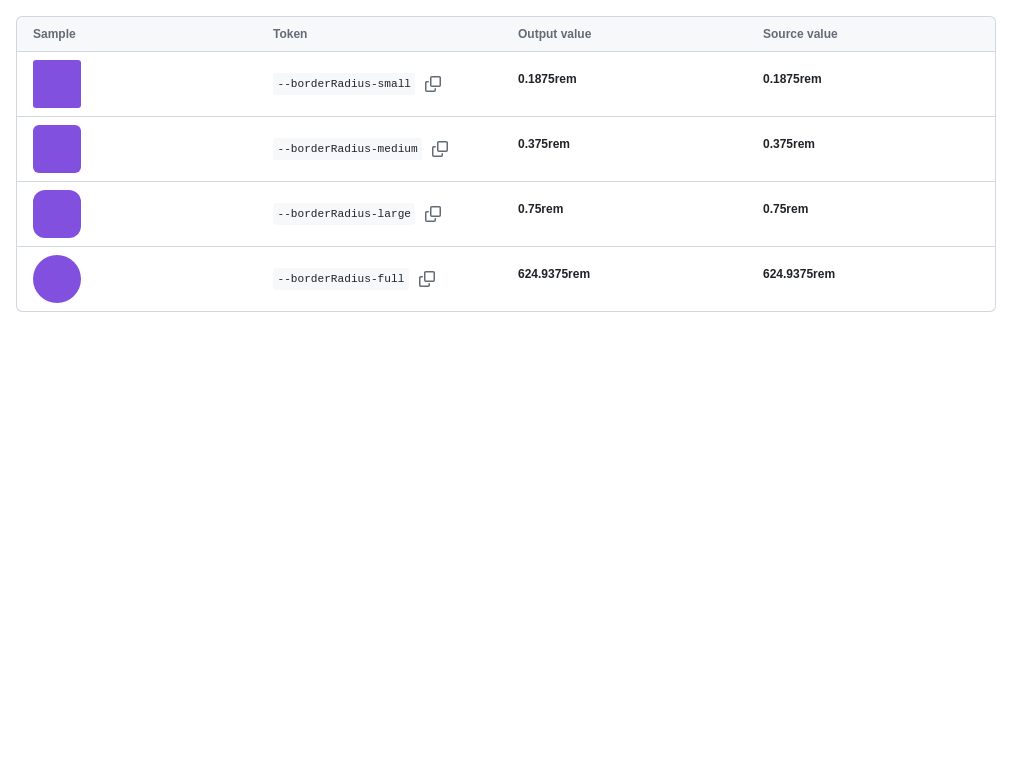 Sample Token Output value Source value
--borderRadius-small 0.1875rem 0.1875rem
--borderRadius-medium 0.375rem 0.375rem
--borderRadius-large 0.75rem 0.75rem
--borderRadius-full 624.9375rem 624.9375rem